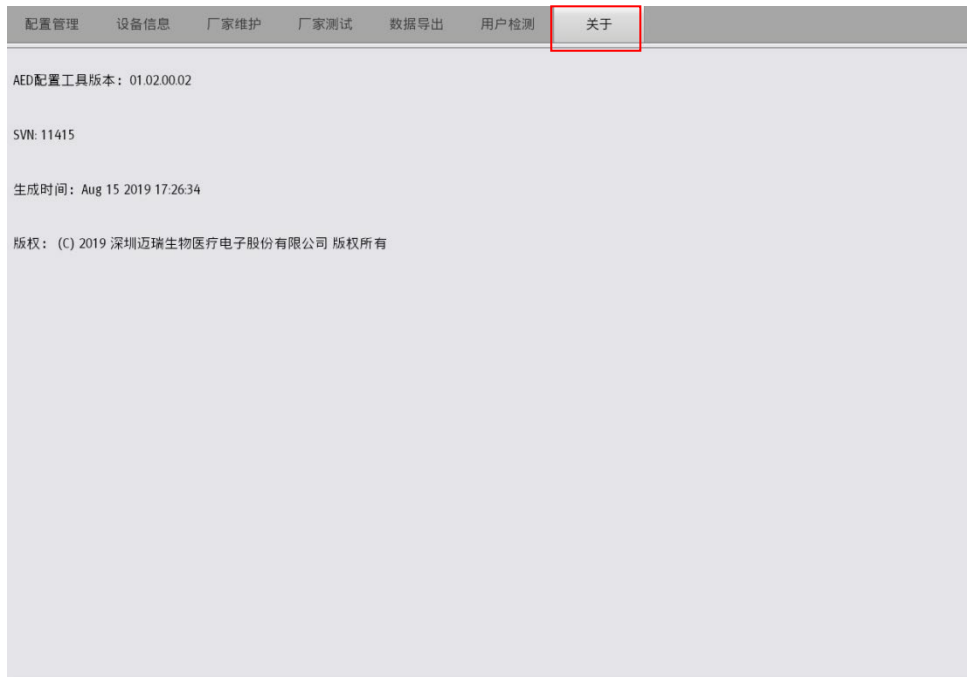 配置管理 设备信息 厂家维护 厂家测试 数据导出 用户检测 关于
AED配置工具版本：01.02.00.02
SVN: 11415
生成时间：Aug 15 2019 17:26:34
版权： (C) 2019 深圳迈瑞生物医疗电子股份有限公司 版权所有